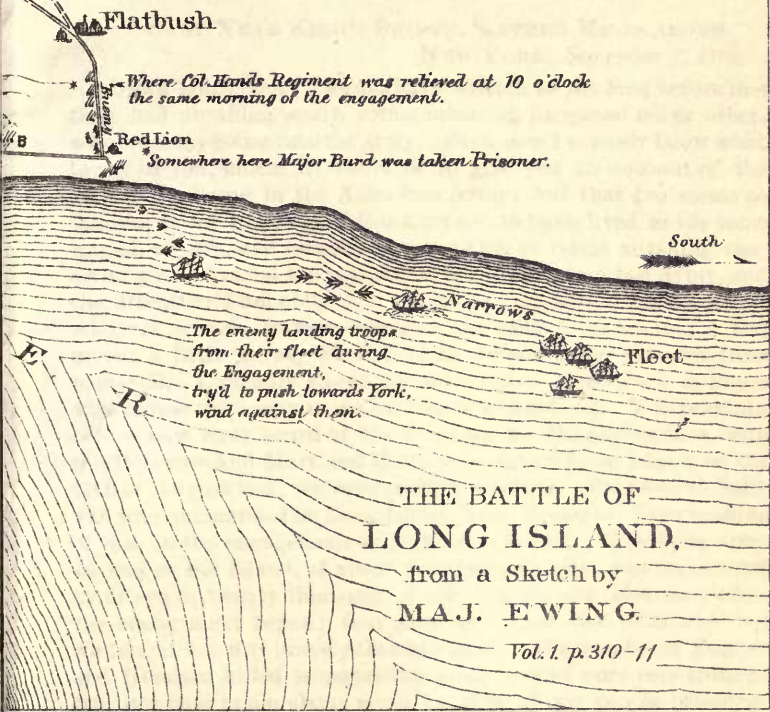 Flatbush
Where Col. Hands Regiment was relieved at 10 o'clock
the same morning of the engagement.
Enemy
B
Red Lion
Somewhere here Major Burd was taken Prisoner.
South
Narrows
The enemy landing troops
from their fleet during
the Engagement,
try'd to push towards York,
wind against them.
Fleet
E R
THE BATTLE OF
LONG ISLAND,
from a Sketch by
MAJ. EWING
Vol. 1. p. 310-11